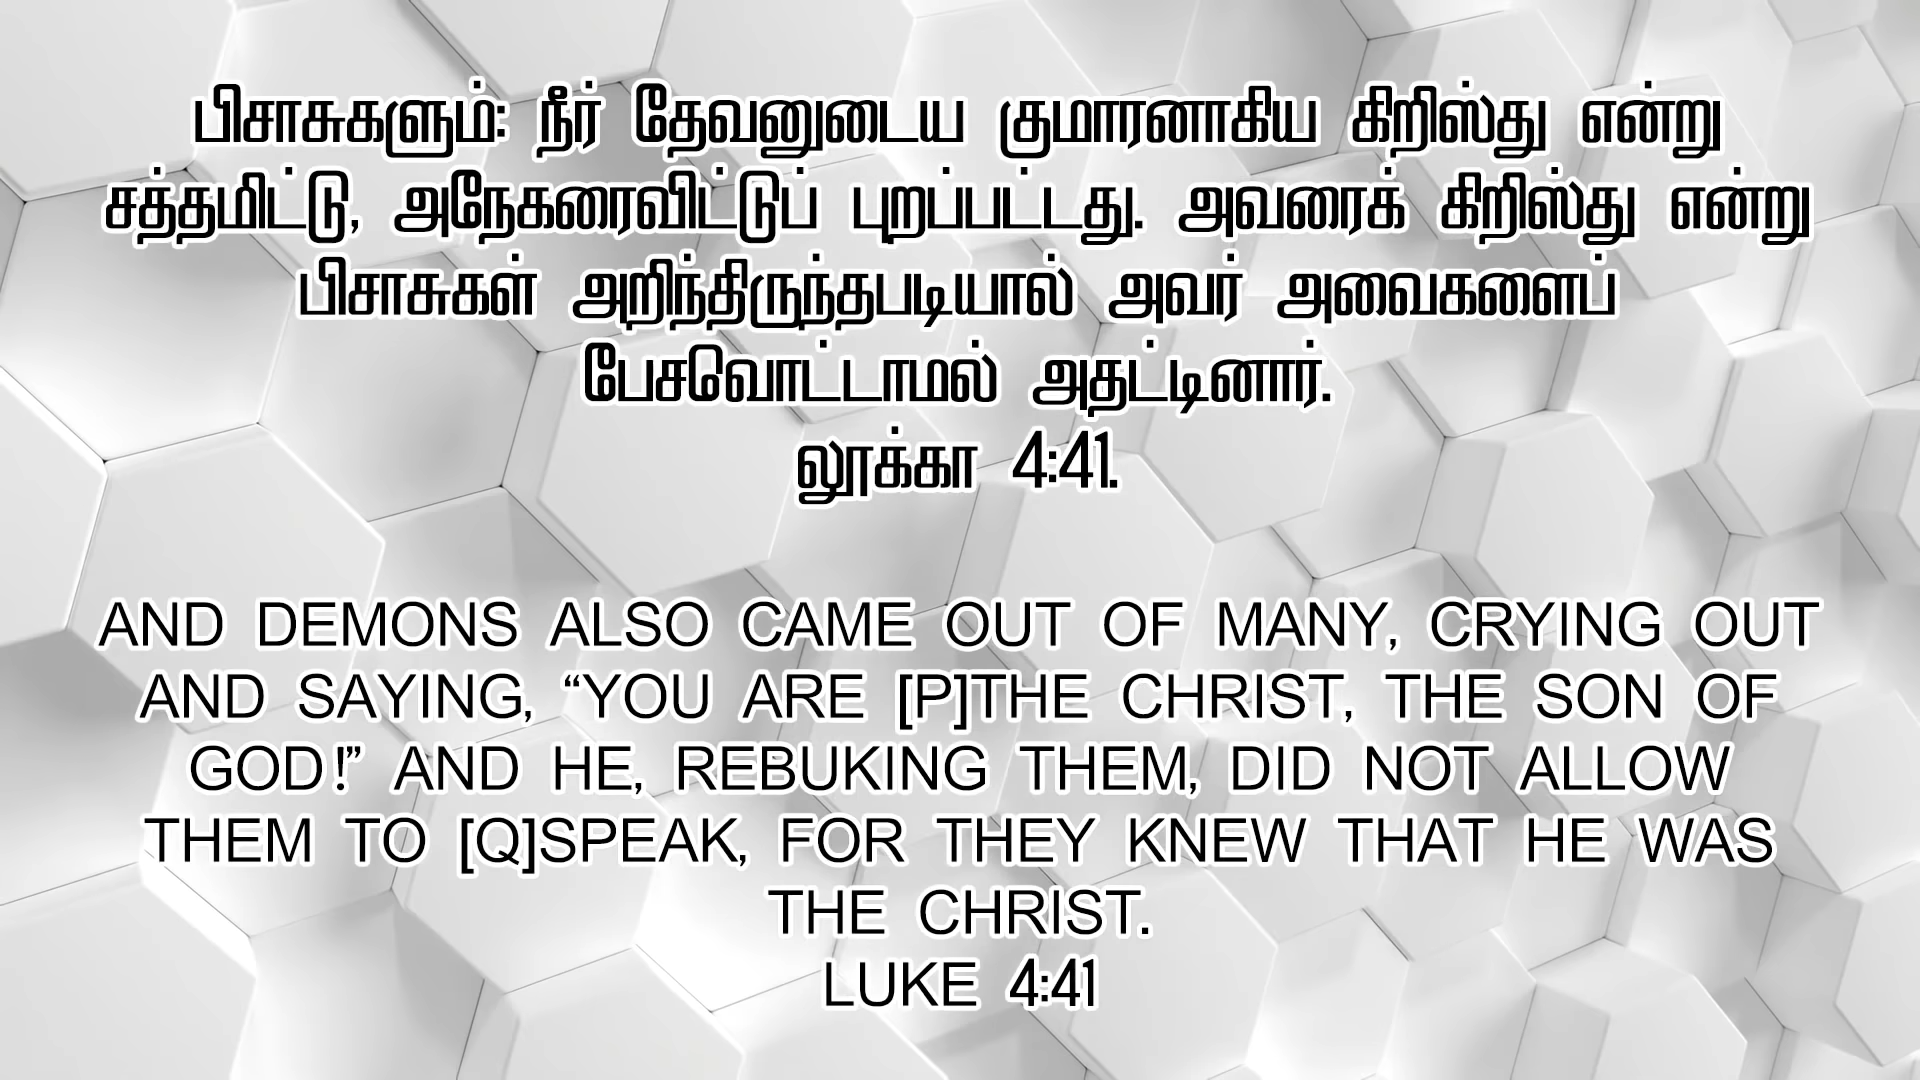 பிசாசுகளும்: நீர் தேவனுடைய குமாரனாகிய கிறிஸ்து என்று
சத்தமிட்டு, அநேகரைவிட்டுப் புறப்பட்டது. அவரைக் கிறிஸ்து என்று
பிசாசுகள் அறிந்திருந்தபடியால் அவர் அவைகளைப்
பேசவொட்டாமல் அதட்டினார்.
லூக்கா 4:41.
AND DEMONS ALSO CAME OUT OF MANY, CRYING OUT
AND SAYING, “YOU ARE [P]THE CHRIST, THE SON OF
GOD!” AND HE, REBUKING THEM, DID NOT ALLOW
THEM TO [Q]SPEAK, FOR THEY KNEW THAT HE WAS
THE CHRIST.
LUKE 4:41